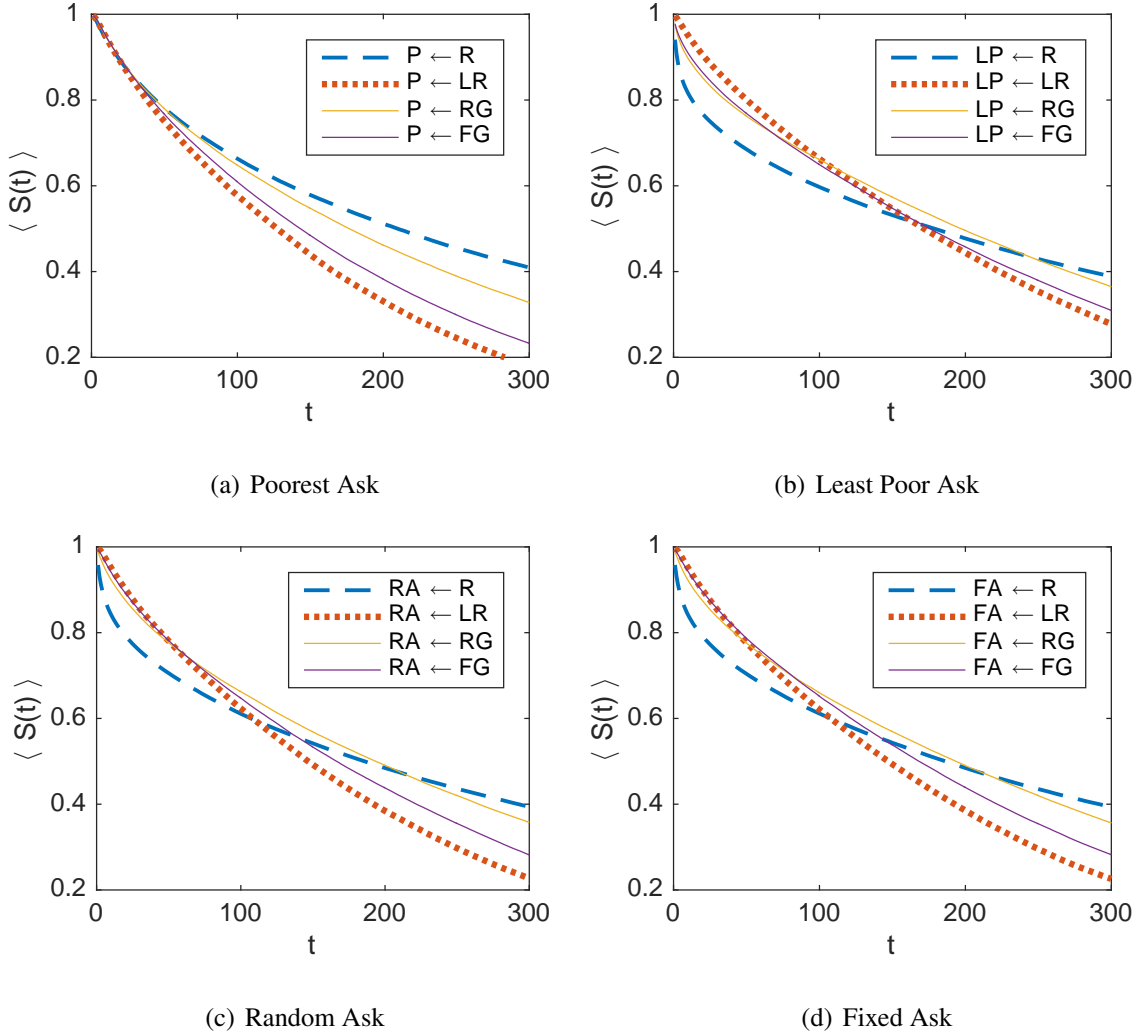 1
0.8
0.6
0.4
0.2
⟨ S(t) ⟩
P ← R
P ← LR
P ← RG
P ← FG
0 100 200 300
t
(a) Poorest Ask
1
0.8
0.6
0.4
0.2
⟨ S(t) ⟩
LP ← R
LP ← LR
LP ← RG
LP ← FG
0 100 200 300
t
(b) Least Poor Ask
1
0.8
0.6
0.4
0.2
⟨ S(t) ⟩
RA ← R
RA ← LR
RA ← RG
RA ← FG
0 100 200 300
t
(c) Random Ask
1
0.8
0.6
0.4
0.2
⟨ S(t) ⟩
FA ← R
FA ← LR
FA ← RG
FA ← FG
0 100 200 300
t
(d) Fixed Ask